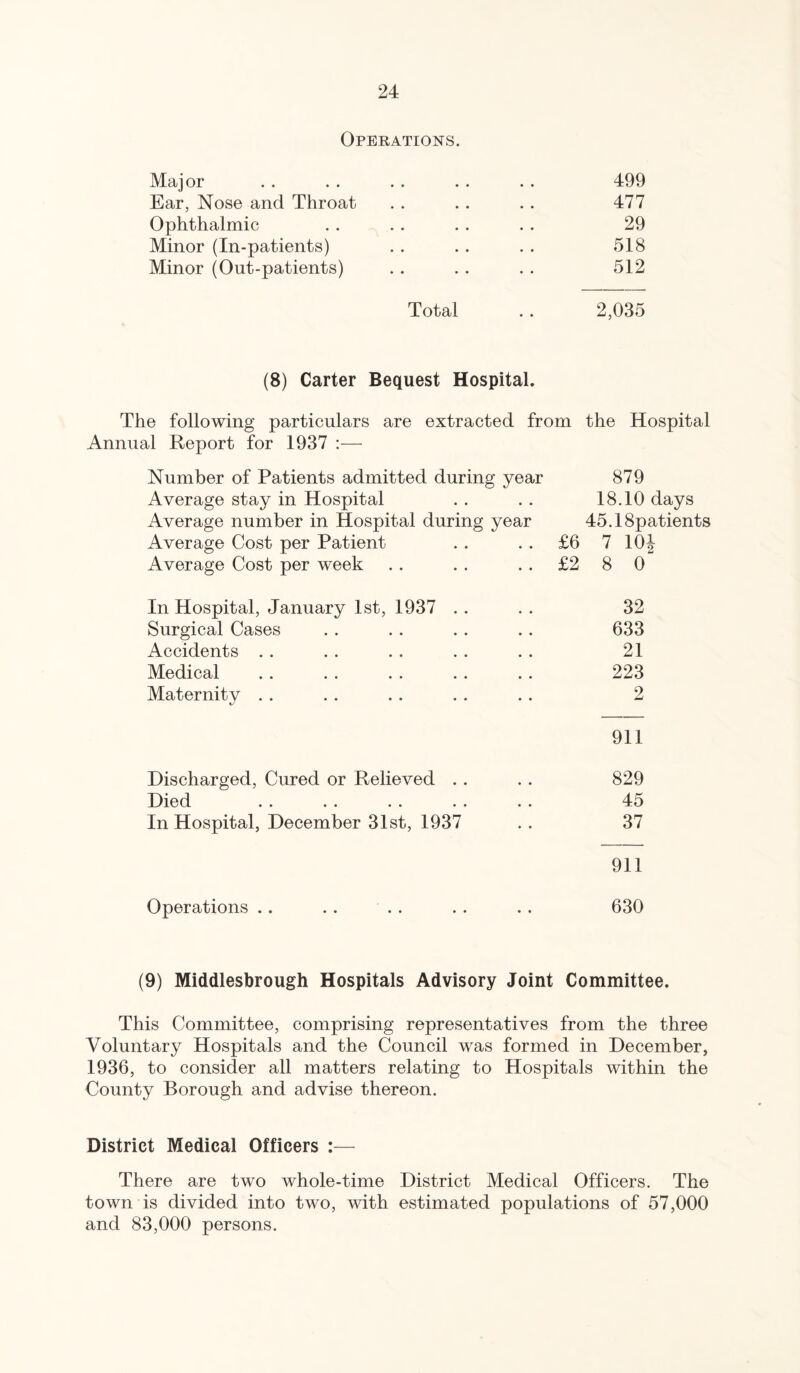 24
OPERATIONS.
Major .. .. .. .. .. 499
Ear, Nose and Throat .. .. .. 477
Ophthalmic .. .. .. .. 29
Minor (In-patients) .. .. .. 518
Minor (Out-patients) .. .. .. 512
Total .. 2,035
(8) Carter Bequest Hospital.
The following particulars are extracted from the Hospital
Annual Report for 1937 :—
Number of Patients admitted during year 879
Average stay in Hospital .. .. 18.10 days
Average number in Hospital during year 45.18patients
Average Cost per Patient .. .. £6 7 10½
Average Cost per week .. .. .. £2 8 0
In Hospital, January 1st, 1937 .. .. 32
Surgical Cases .. .. .. .. 633
Accidents .. .. .. .. .. 21
Medical .. .. .. .. .. 223
Maternity .. .. .. .. .. 2
911
Discharged, Cured or Relieved .. .. 829
Died .. .. .. .. .. 45
In Hospital, December 31st, 1937 .. 37
911
Operations .. .. .. .. .. 630
(9) Middlesbrough Hospitals Advisory Joint Committee.
This Committee, comprising representatives from the three
Voluntary Hospitals and the Council was formed in December,
1936, to consider all matters relating to Hospitals within the
County Borough and advise thereon.
District Medical Officers :—
There are two whole-time District Medical Officers. The
town is divided into two, with estimated populations of 57,000
and 83,000 persons.